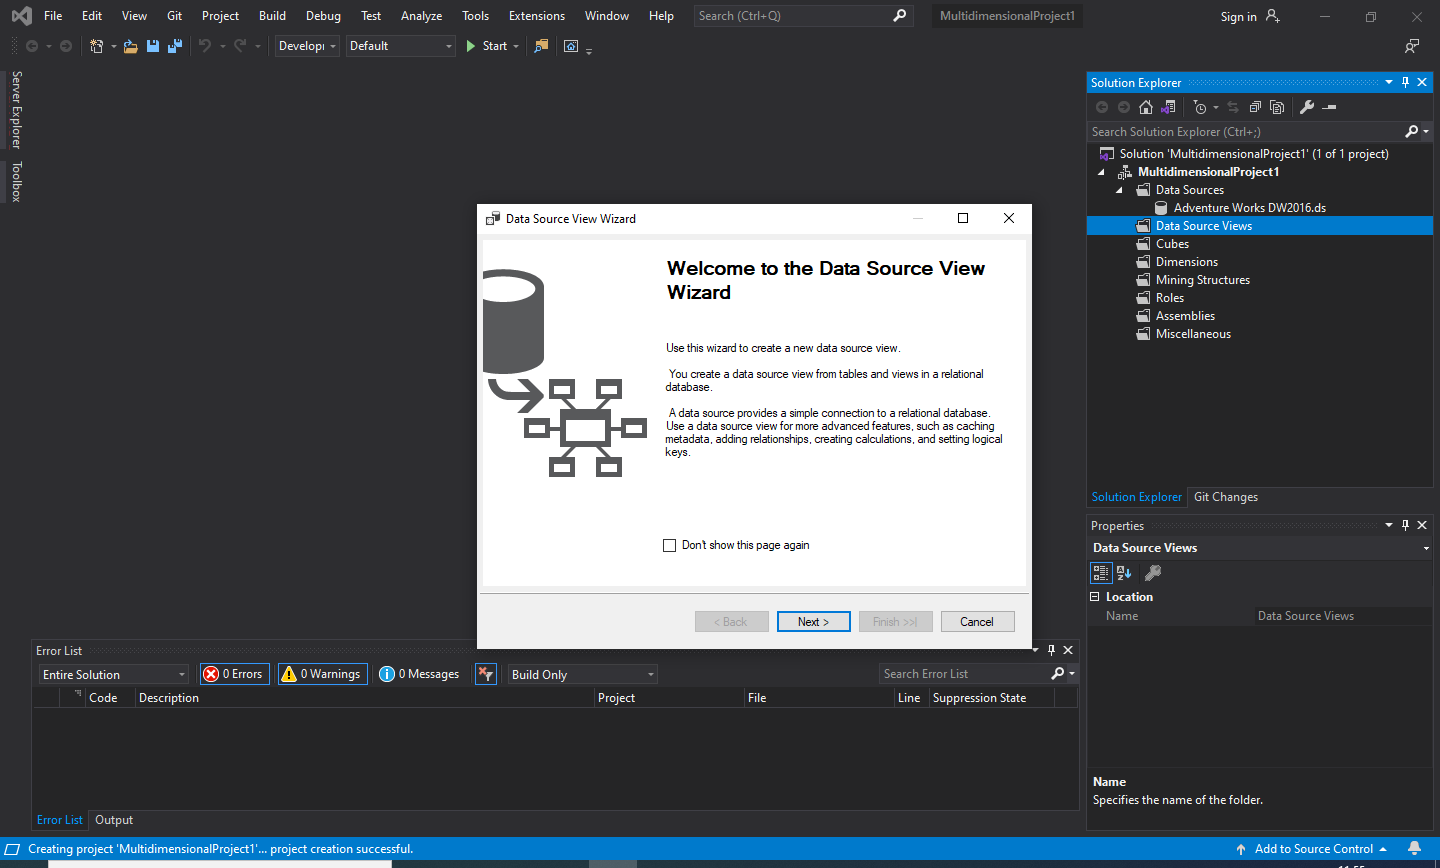 File Edit View Git Project Build Debug Test Analyze Tools Extensions Window Help Search (Ctrl+Q) MultidimensionalProject1 Sign in
Default Start
Server Explorer
Toolbox
Solution Explorer
Search Solution Explorer (Ctrl+;)
Solution 'MultidimensionalProject1' (1 of 1 project)
MultidimensionalProject1
Data Sources
Adventure Works DW2016.ds
Data Source Views
Cubes
Dimensions
Mining Structures
Roles
Assemblies
Miscellaneous
Solution Explorer Git Changes
Data Source View Wizard
Welcome to the Data Source View
Wizard
Use this wizard to create a new data source view.
You create a data source view from tables and views in a relational
database.
A data source provides a simple connection to a relational database.
Use a data source view for more advanced features, such as caching
metadata, adding relationships, creating calculations, and setting logical
keys.
Don't show this page again
< Back Next > Finish >>| Cancel
Properties
Data Source Views
Location
Name Data Source Views
Name
Specifies the name of the folder.
Error List
Entire Solution 0 Errors 0 Warnings 0 Messages Build Only Search Error List
Code Description Project File Line Suppression State
Error List Output
Creating project 'MultidimensionalProject1'... project creation successful. Add to Source Control